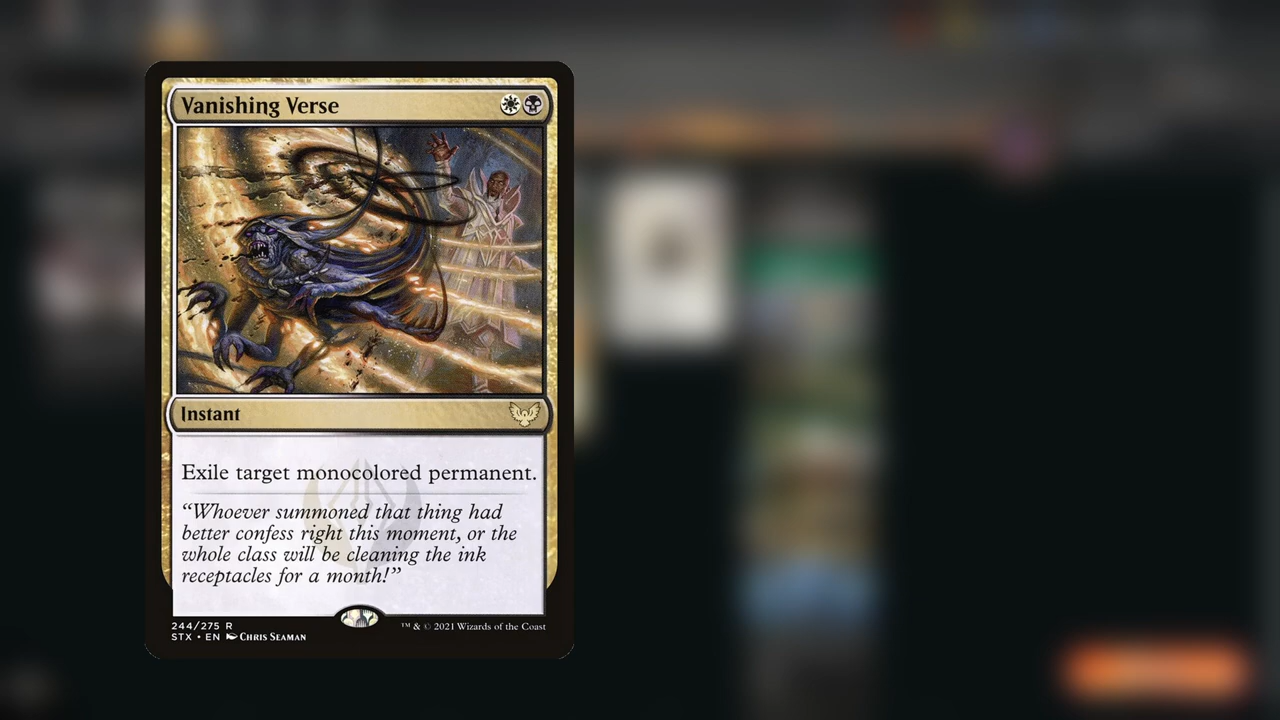 Vanishing Verse
Instant
Exile target monocolored permanent.
“Whoever summoned that thing had
better confess right this moment, or the
whole class will be cleaning the ink
receptacles for a month!”
244/275 R
STX • EN Chris Seaman
™ & © 2021 Wizards of the Coast